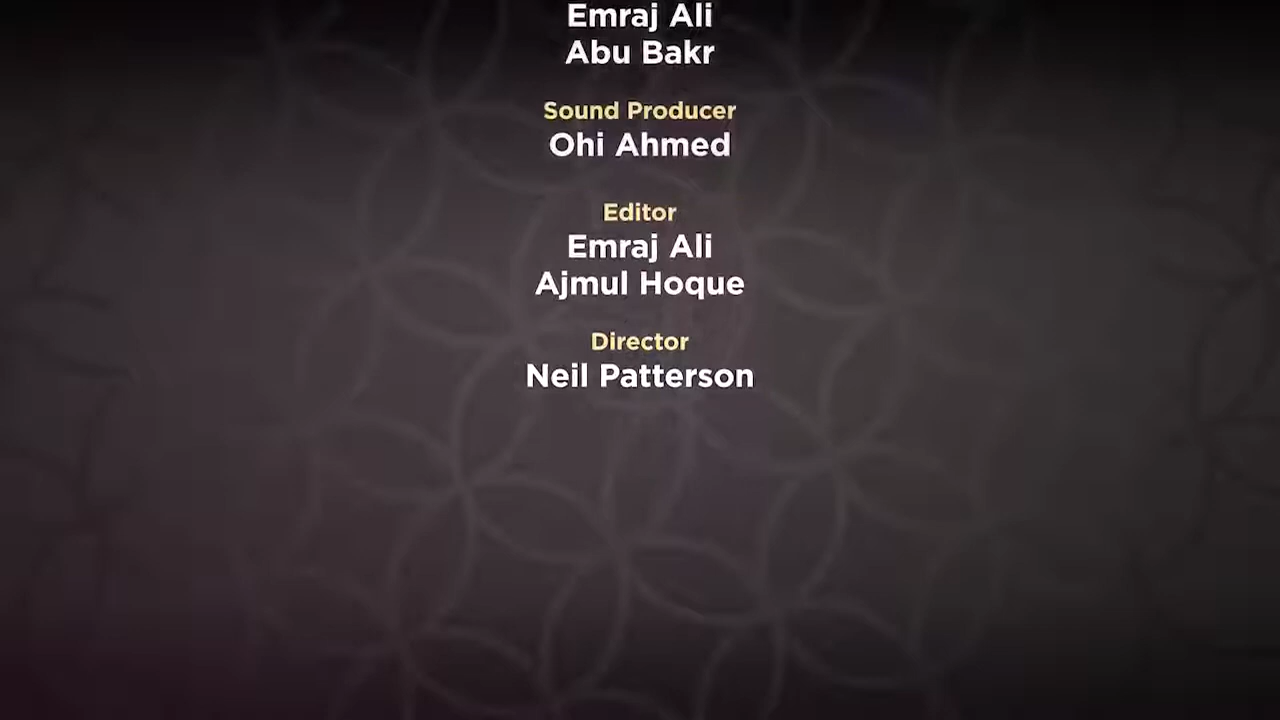 Emraj Ali
Abu Bakr
Sound Producer
Ohi Ahmed
Editor
Emraj Ali
Ajmul Hoque
Director
Neil Patterson